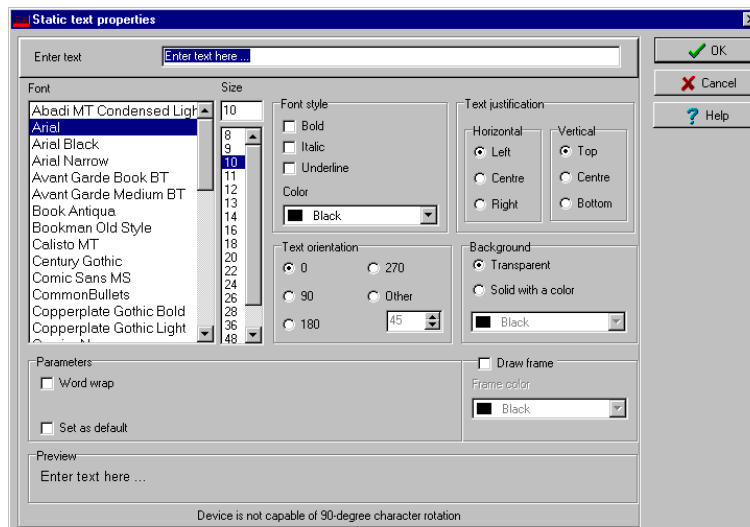 Static text properties
Enter text
Enter text here ...
OK
Cancel
Help
Font
Abadi MT Condensed Ligh
Arial
Arial Black
Arial Narrow
Avant Garde Book BT
Avant Garde Medium BT
Book Antiqua
Bookman Old Style
Calisto MT
Century Gothic
Comic Sans MS
CommonBullets
Copperplate Gothic Bold
Copperplate Gothic Light
Size
10
8
9
10
11
12
13
14
16
18
20
22
24
26
28
36
48
Font style
Bold
Italic
Underline
Color
Black
Text justification
Horizontal
Left
Centre
Right
Vertical
Top
Centre
Bottom
Text orientation
0
270
90
Other
180
45
Background
Transparent
Solid with a color
Black
Parameters
Word wrap
Set as default
Draw frame
Frame color
Black
Preview
Enter text here ...
Device is not capable of 90-degree character rotation